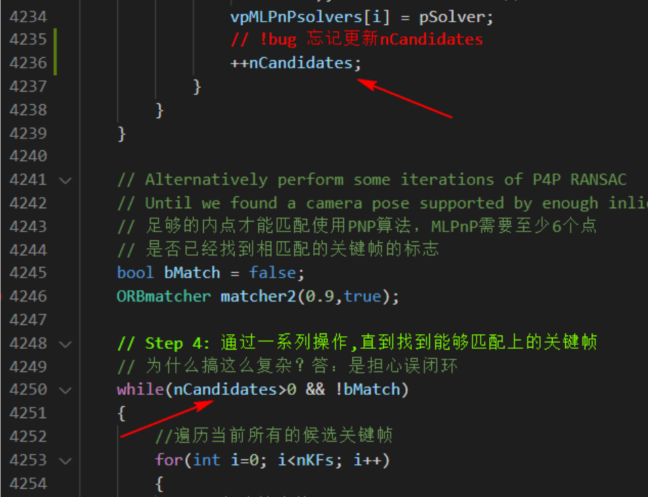 4234 vpMLPnPsolvers[i] = pSolver;
4235 // !bug 忘记更新nCandidates
4236 ++nCandidates;
4237 }
4238 }
4239 }
4240
4241 // Alternatively perform some iterations of P4P RANSAC
4242 // Until we found a camera pose supported by enough inlie
4243 // 足够的内点才能匹配使用PNP算法，MLPnP需要至少6个点
4244 // 是否已经找到相匹配的关键帧的标志
4245 bool bMatch = false;
4246 ORBmatcher matcher2(0.9,true);
4247
4248 // Step 4: 通过一系列操作,直到找到能够匹配上的关键帧
4249 // 为什么搞这么复杂？答：是担心误闭环
4250 while(nCandidates>0 && !bMatch)
4251 {
4252 //遍历当前所有的候选关键帧
4253 for(int i=0; i<nKFs; i++)
4254 {